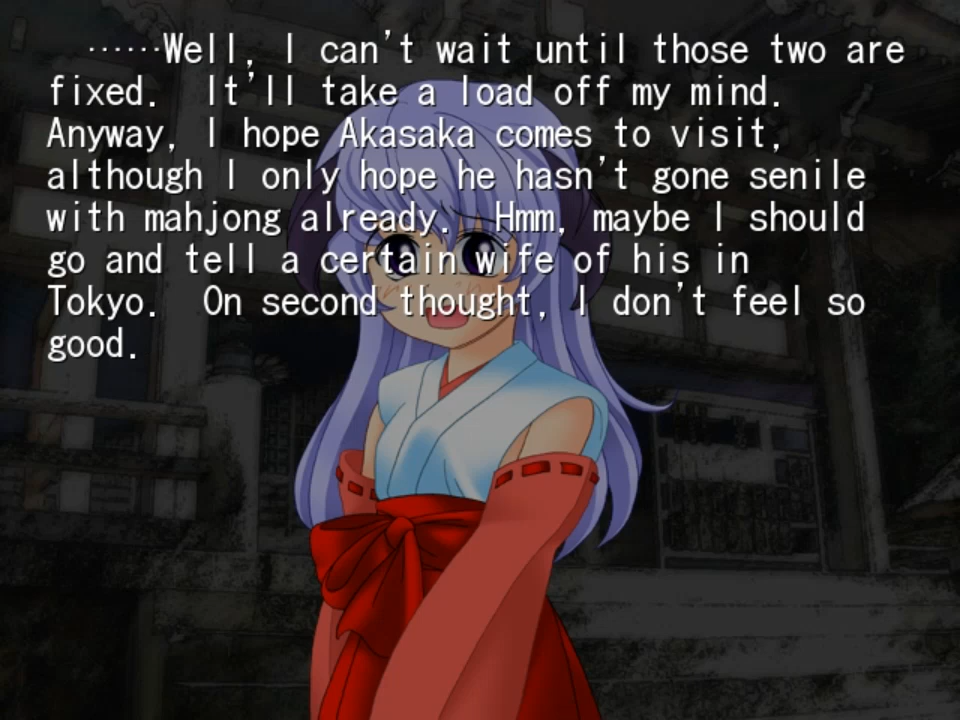 ······Well, I can't wait until those two are
fixed.  It'll take a load off my mind.
Anyway, I hope Akasaka comes to visit,
although I only hope he hasn't gone senile
with mahjong already.  Hmm, maybe I should
go and tell a certain wife of his in
Tokyo.  On second thought, I don't feel so
good.